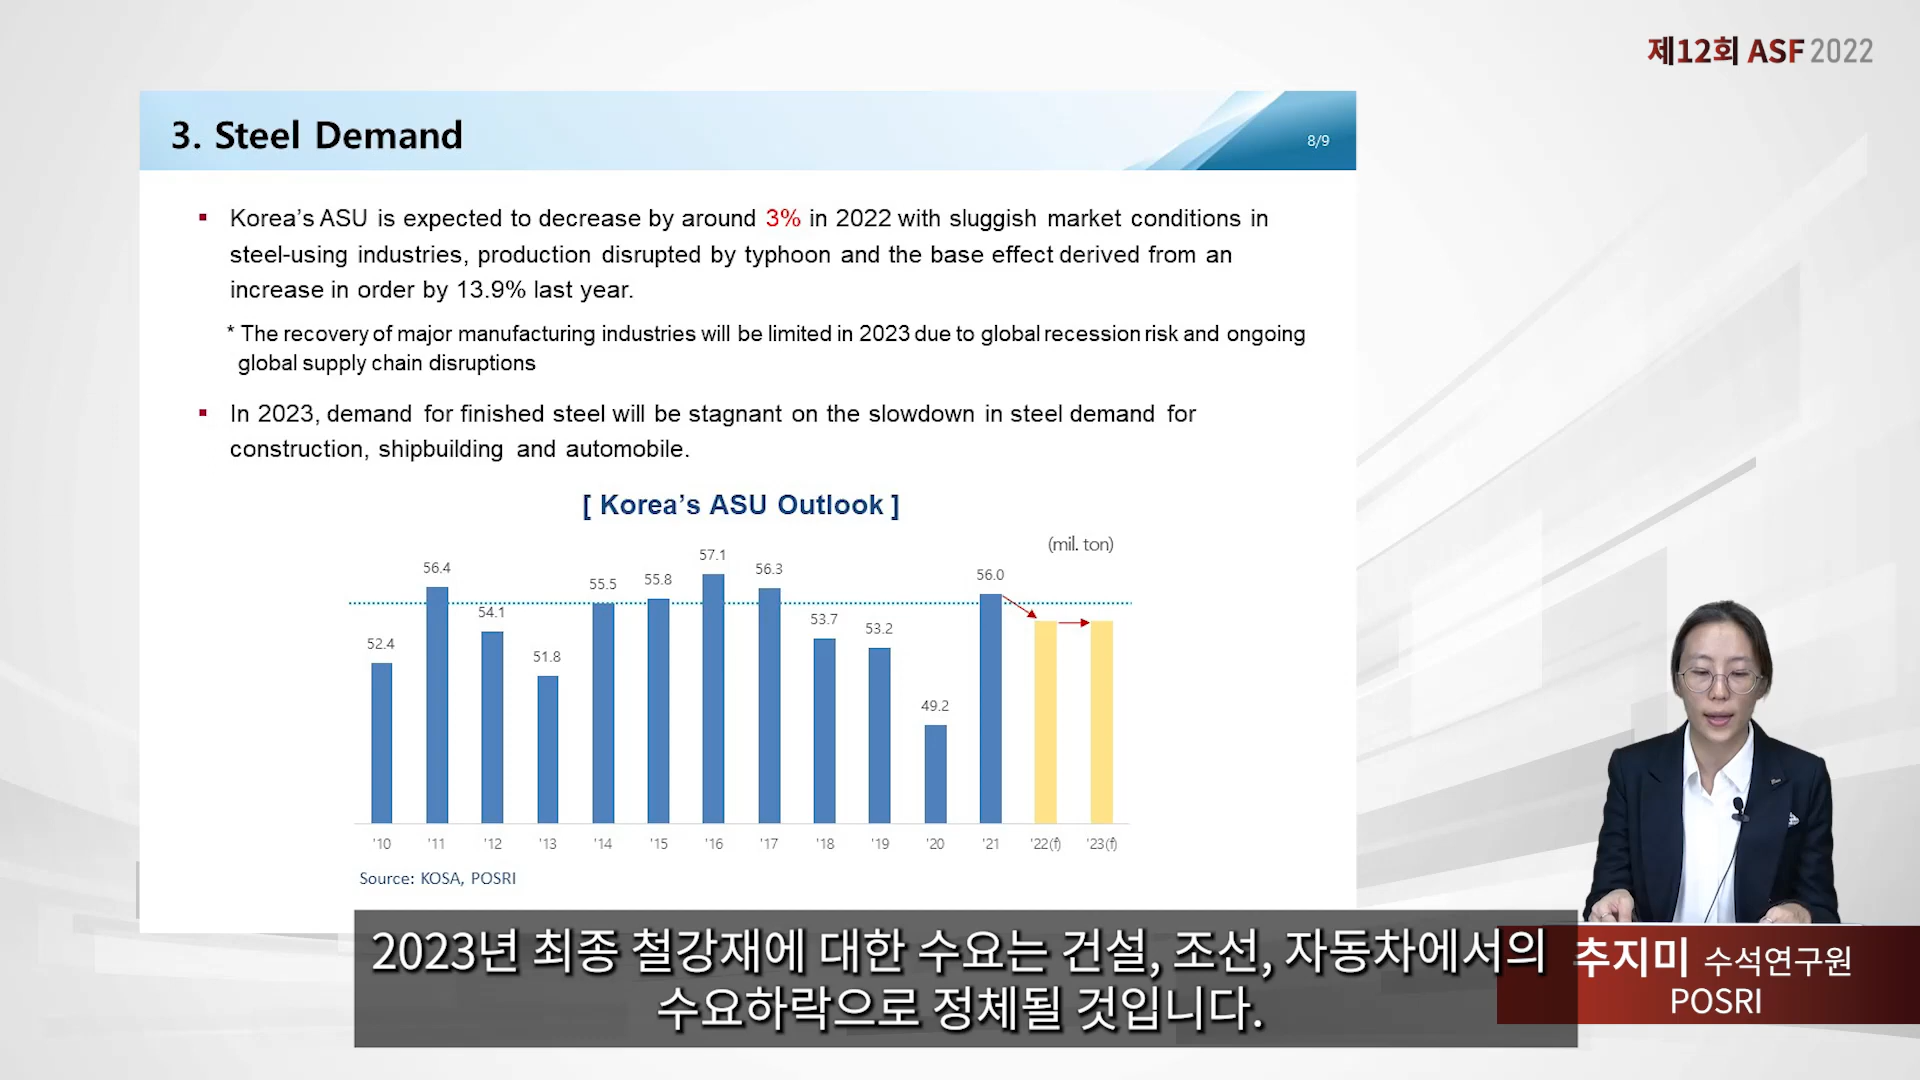 제12회 ASF 2022
3. Steel Demand
8/9
▪ Korea’s ASU is expected to decrease by around 3% in 2022 with sluggish market conditions in
steel-using industries, production disrupted by typhoon and the base effect derived from an
increase in order by 13.9% last year.
* The recovery of major manufacturing industries will be limited in 2023 due to global recession risk and ongoing
global supply chain disruptions
▪ In 2023, demand for finished steel will be stagnant on the slowdown in steel demand for
construction, shipbuilding and automobile.
[ Korea’s ASU Outlook ]
(mil. ton)
52.4 56.4 54.1 51.8 55.5 55.8 57.1 56.3 53.7 53.2 49.2 56.0
'10 '11 '12 '13 '14 '15 '16 '17 '18 '19 '20 '21 '22(f) '23(f)
Source: KOSA, POSRI
2023년 최종 철강재에 대한 수요는 건설, 조선, 자동차에서의
수요하락으로 정체될 것입니다.
추지미 수석연구원
POSRI